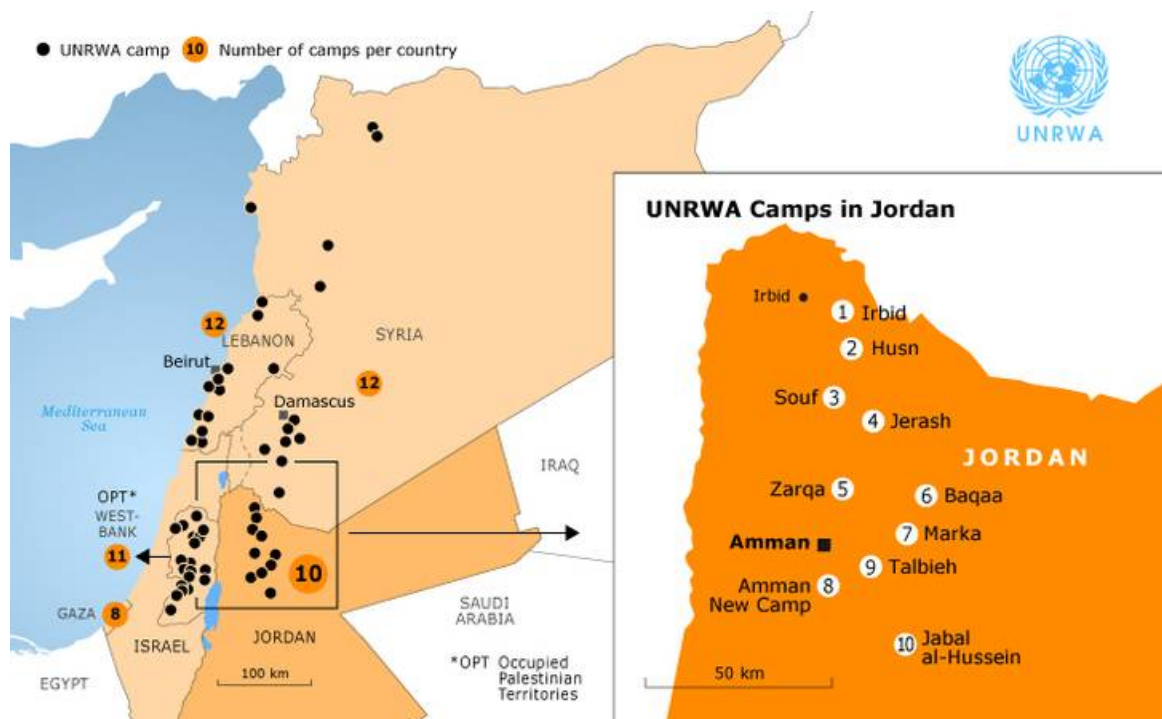 UNRWA camp
10 Number of camps per country
UNRWA
12
LEBANON
SYRIA
Beirut
12
Damascus
Mediterranean
Sea
IRAQ
OPT*
WEST-
BANK
11
10
GAZA 8
ISRAEL
JORDAN
SAUDI
ARABIA
EGYPT
100 km
*OPT Occupied
Palestinian
Territories
UNRWA Camps in Jordan
Irbid
1 Irbid
2 Husn
Souf 3
4 Jerash
JORDAN
Zarqa 5
6 Baqaa
7 Marka
Amman
9 Talbieh
Amman 8
New Camp
10 Jabal
al-Hussein
50 km